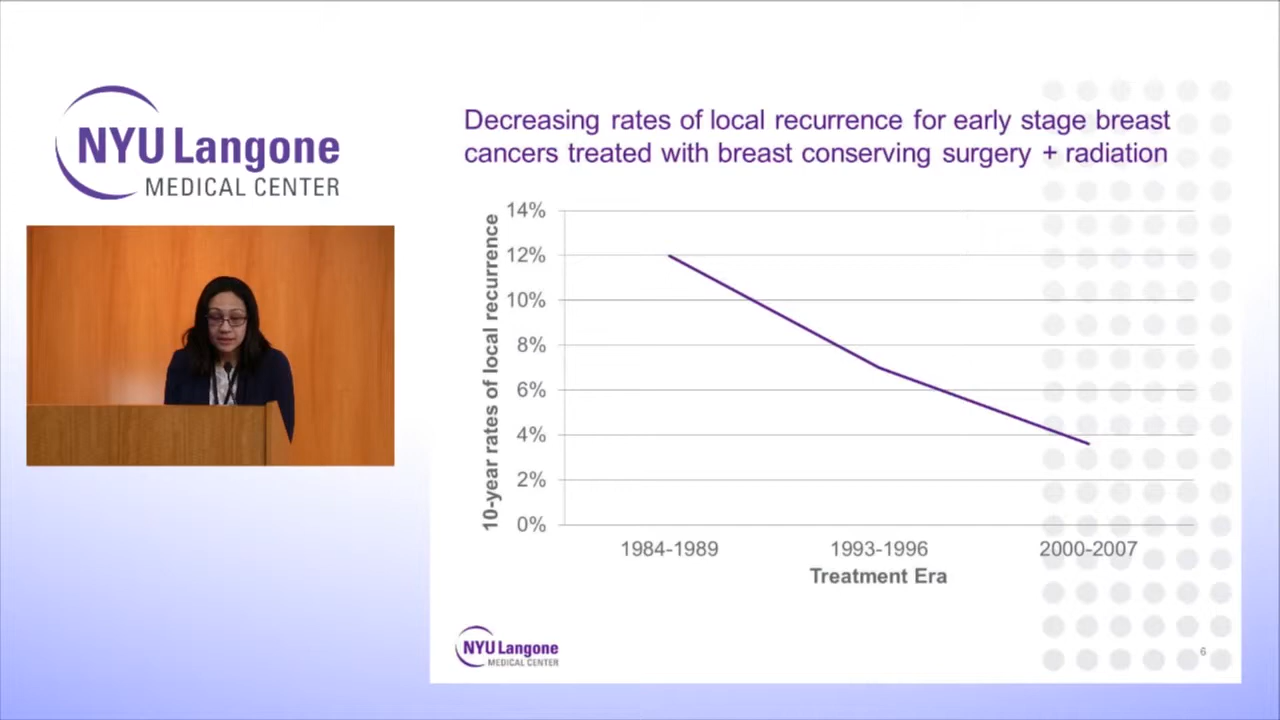 NYU Langone
MEDICAL CENTER
Decreasing rates of local recurrence for early stage breast
cancers treated with breast conserving surgery + radiation
10-year rates of local recurrence
14%
12%
10%
8%
6%
4%
2%
0%
1984-1989 1993-1996 2000-2007
Treatment Era
NYU Langone
MEDICAL CENTER
6